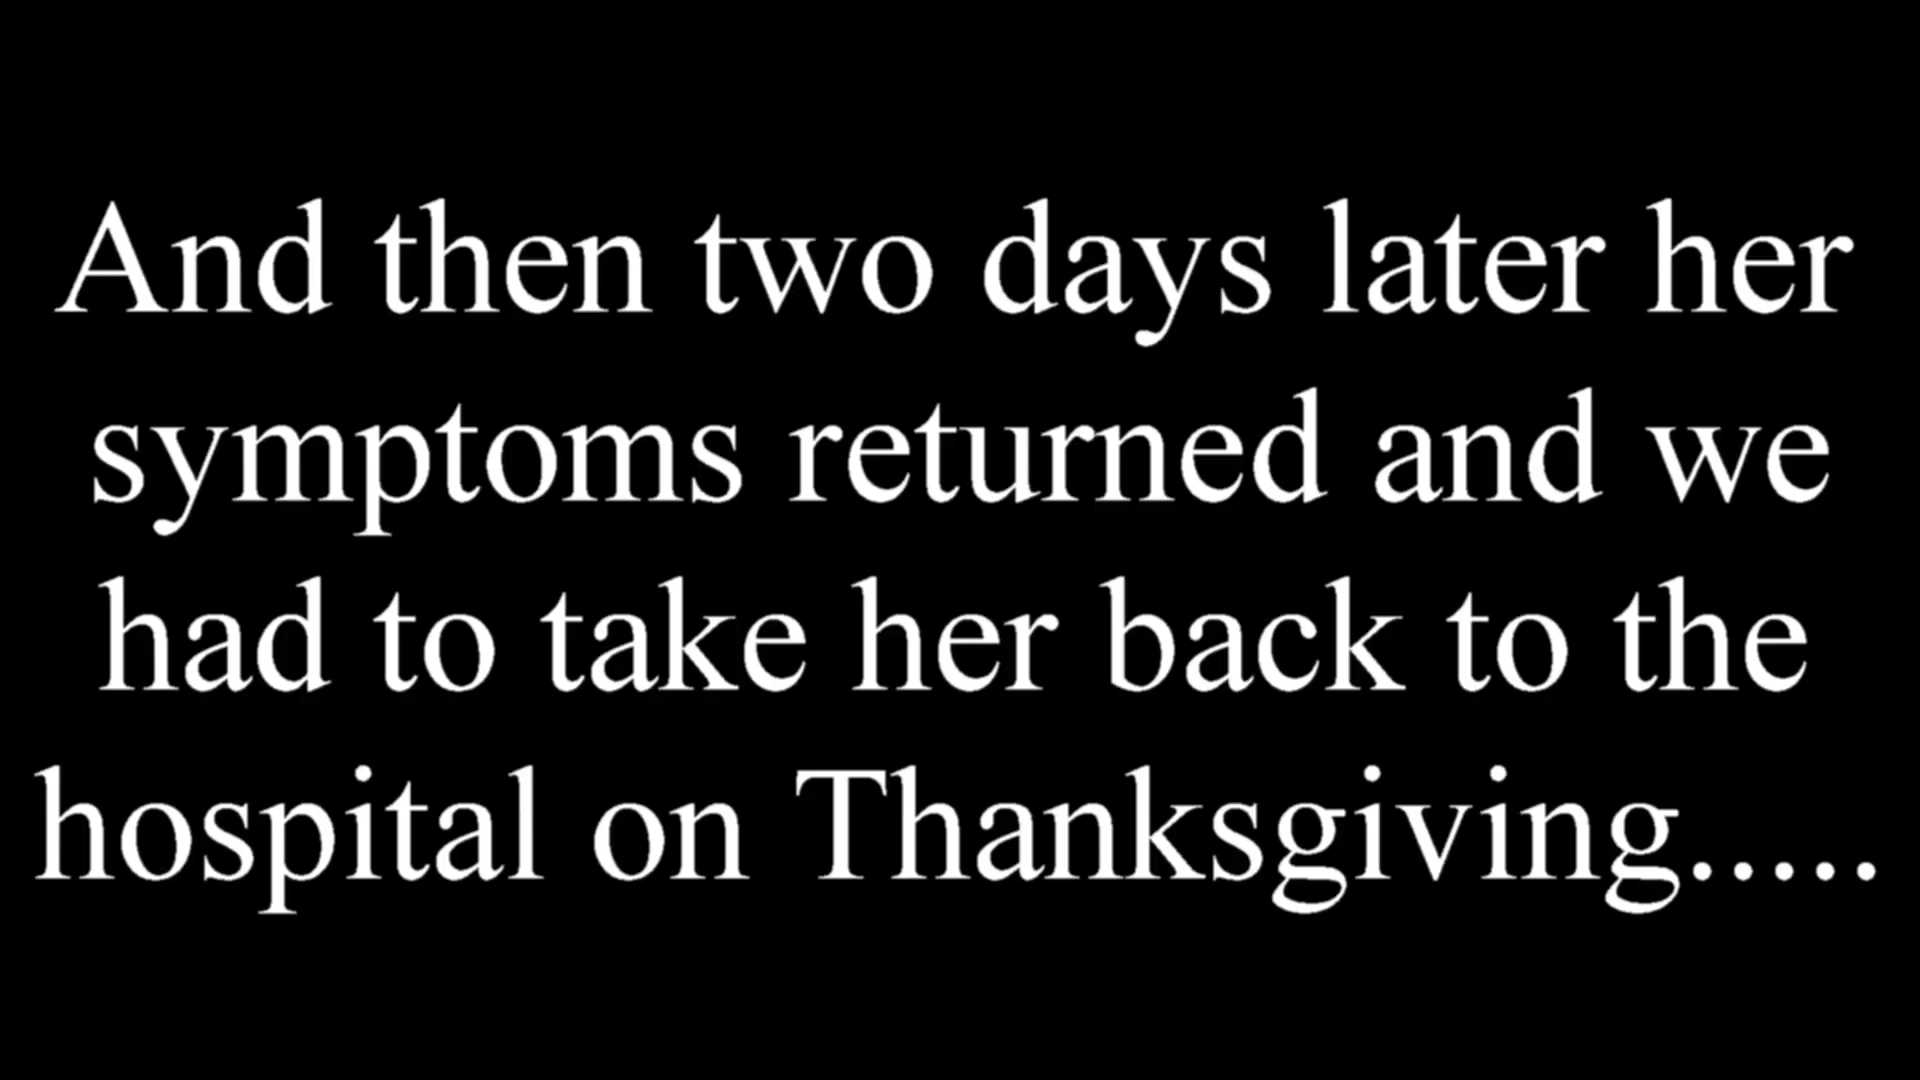 And then two days later her
symptoms returned and we
had to take her back to the
hospital on Thanksgiving.....